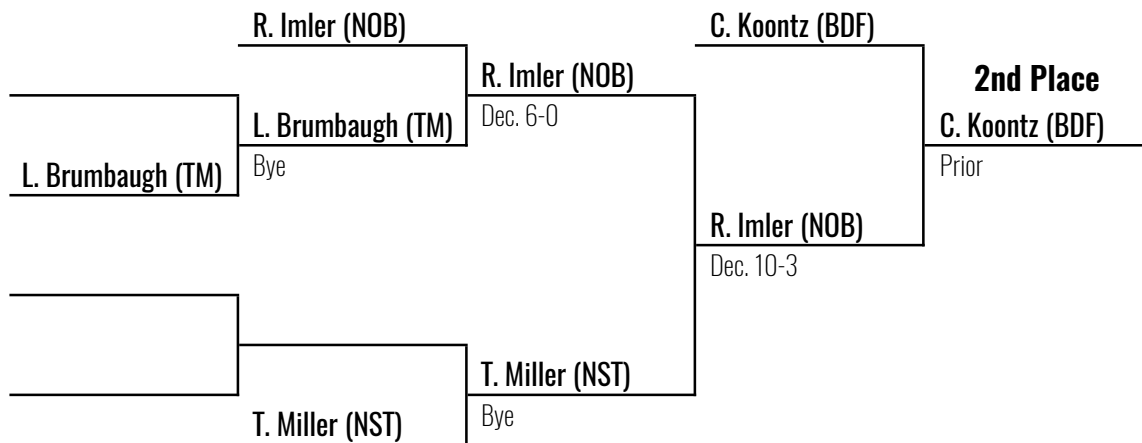 R. Imler (NOB)
C. Koontz (BDF)
R. Imler (NOB)
2nd Place
L. Brumbaugh (TM)
Dec. 6-0
C. Koontz (BDF)
L. Brumbaugh (TM)
Bye
Prior
R. Imler (NOB)
Dec. 10-3
T. Miller (NST)
T. Miller (NST)
Bye